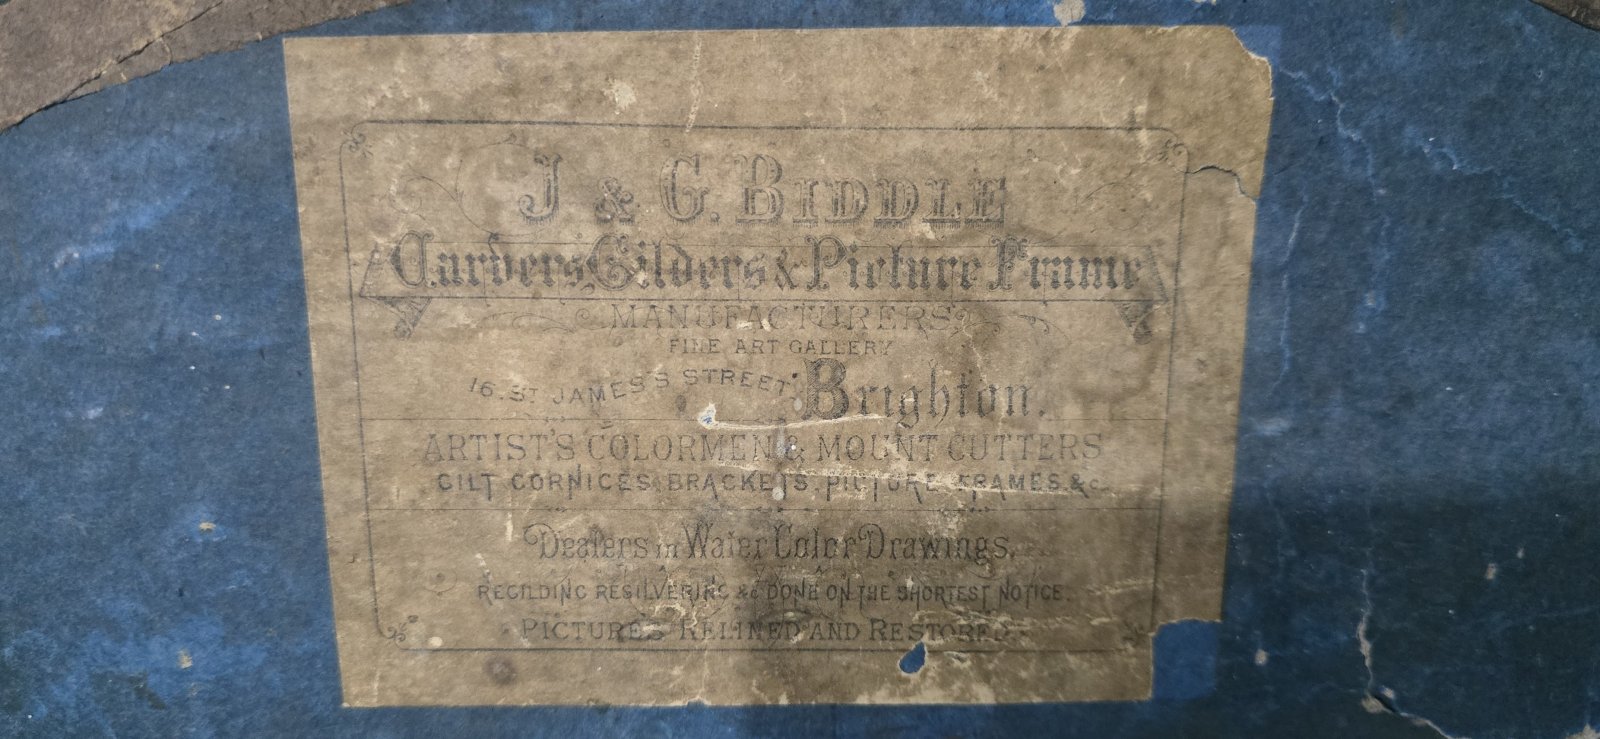 J & G. BIDDLE
Carvers, Gilders & Picture Frame
MANUFACTURERS
FINE ART GALLERY
16. ST JAMES'S STREET, Brighton.
ARTIST'S COLORMEN & MOUNT CUTTERS
GILT CORNICES, BRACKETS, PICTURE FRAMES &c.
Dealers in Water Color Drawings.
REGILDING RESILVERING &c DONE ON THE SHORTEST NOTICE.
PICTURES RELINED AND RESTORED.